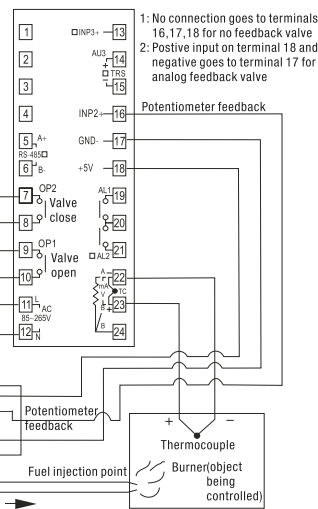 1: No connection goes to terminals
16,17,18 for no feedback valve
2: Postive input on terminal 18 and
negative goes to terminal 17 for
analog feedback valve
1
INP3+
13
2
AU3
+
14
TRS
3
−
15
4
INP2+
16
Potentiometer feedback
5
A+
GND-
17
RS-485
6
B-
+5V
18
7
OP2
AL1
19
Valve
close
8
20
9
OP1
Valve
open
AL2
21
10
A
−
22
mA
V
TC
11
L
AC
B
+
23
85~265V
12
N
B
24
Potentiometer
feedback
+ −
Thermocouple
Fuel injection point
Burner(object
being
controlled)